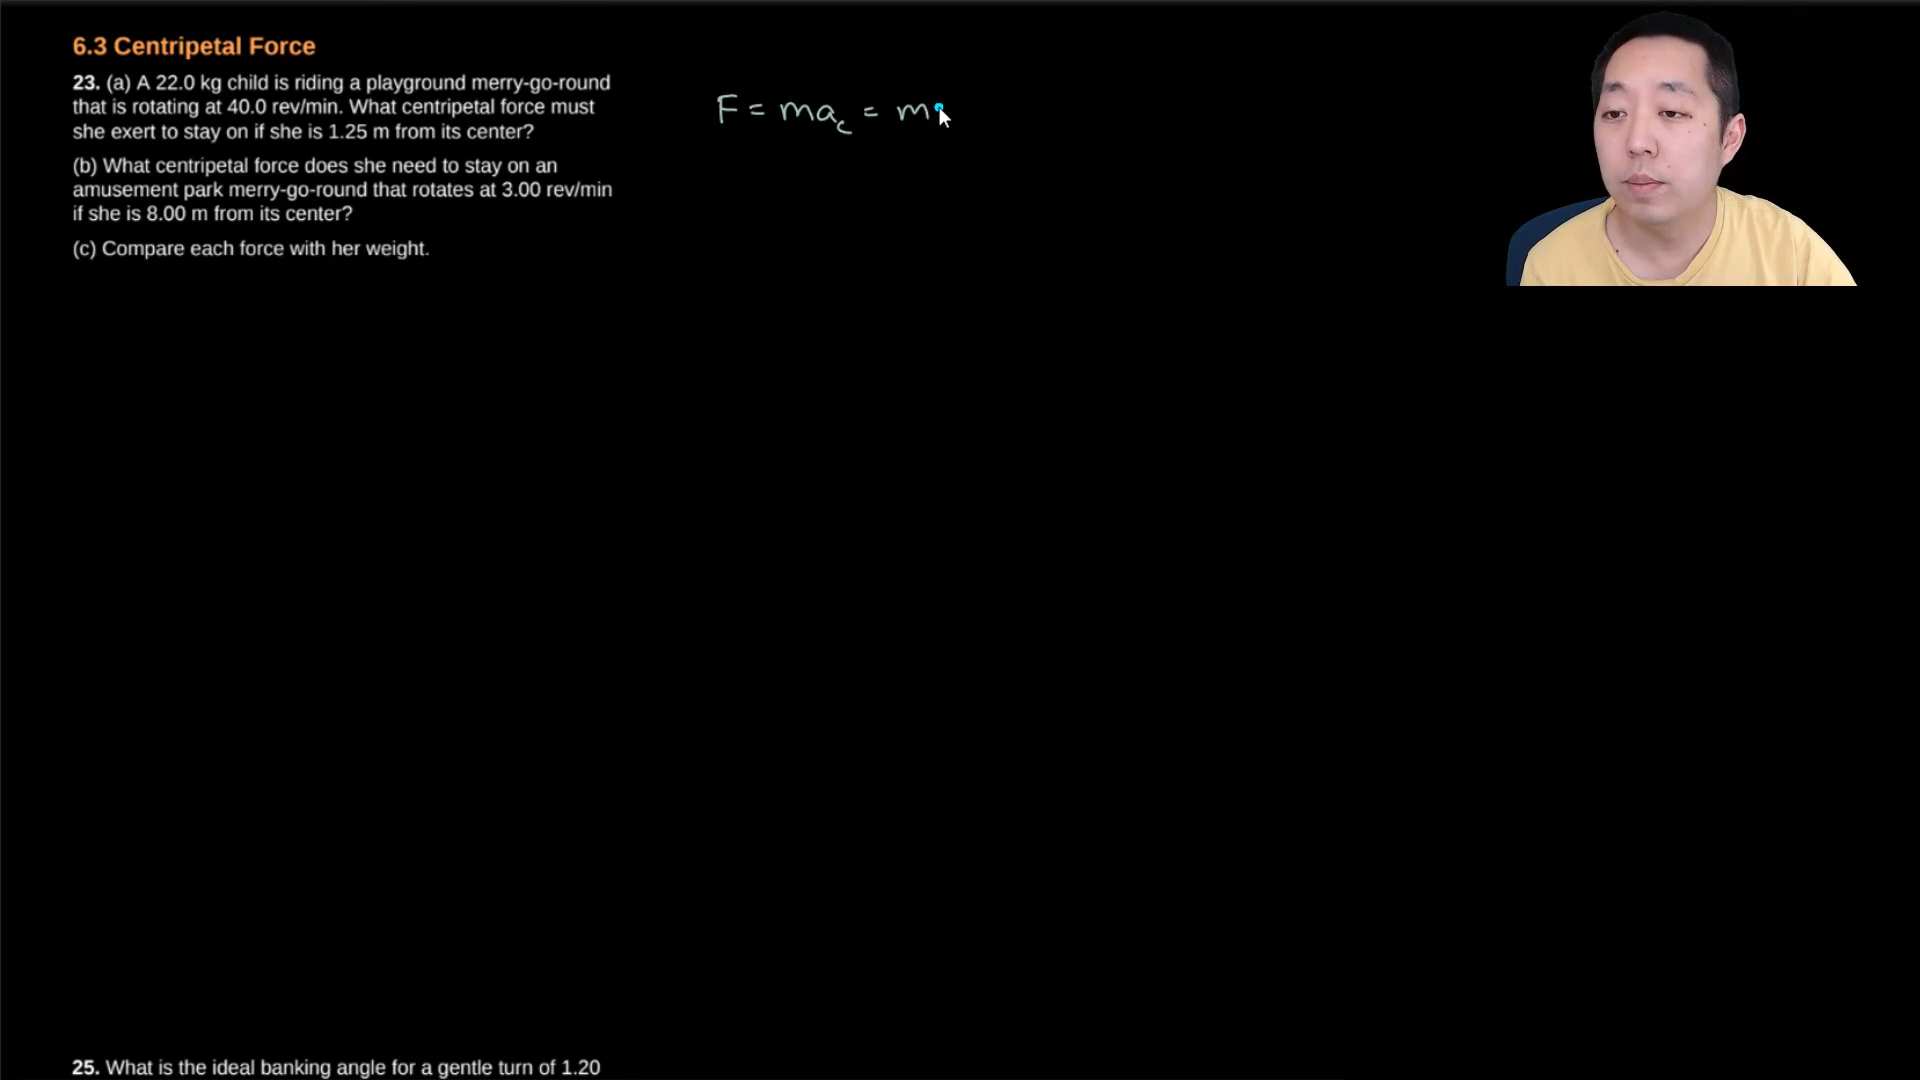 6.3 Centripetal Force
23. (a) A 22.0 kg child is riding a playground merry-go-round
that is rotating at 40.0 rev/min. What centripetal force must
she exert to stay on if she is 1.25 m from its center?
(b) What centripetal force does she need to stay on an
amusement park merry-go-round that rotates at 3.00 rev/min
if she is 8.00 m from its center?
(c) Compare each force with her weight.
F = ma_c = m
25. What is the ideal banking angle for a gentle turn of 1.20